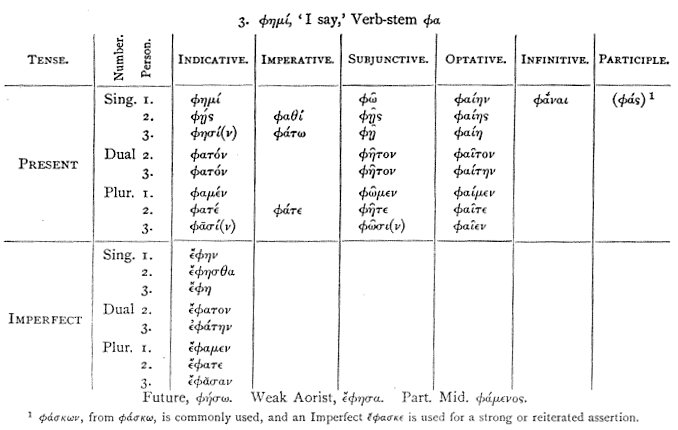 3. φημί, ‘I say,’ Verb-stem φα
TENSE. Number. Person. INDICATIVE. IMPERATIVE. SUBJUNCTIVE. OPTATIVE. INFINITIVE. PARTICIPLE.
PRESENT
Sing. 1. φημί φῶ φαίην φάναι (φάς)¹
2. φῄς φαθί φῇς φαίης
3. φησί(ν) φάτω φῇ φαίη
Dual 2. φατόν φῆτον φαῖτον
3. φατόν φῆτον φαίτην
Plur. 1. φαμέν φῶμεν φαίμεν
2. φατέ φάτε φῆτε φαῖτε
3. φᾱσί(ν) φῶσι(ν) φαῖεν
IMPERFECT
Sing. 1. ἔφην
2. ἔφησθα
3. ἔφη
Dual 2. ἔφατον
3. ἐφάτην
Plur. 1. ἔφαμεν
2. ἔφατε
3. ἔφᾰσαν
Future, φήσω. Weak Aorist, ἔφησα. Part. Mid. φάμενος.
¹ φάσκων, from φάσκω, is commonly used, and an Imperfect ἔφασκε is used for a strong or reiterated assertion.